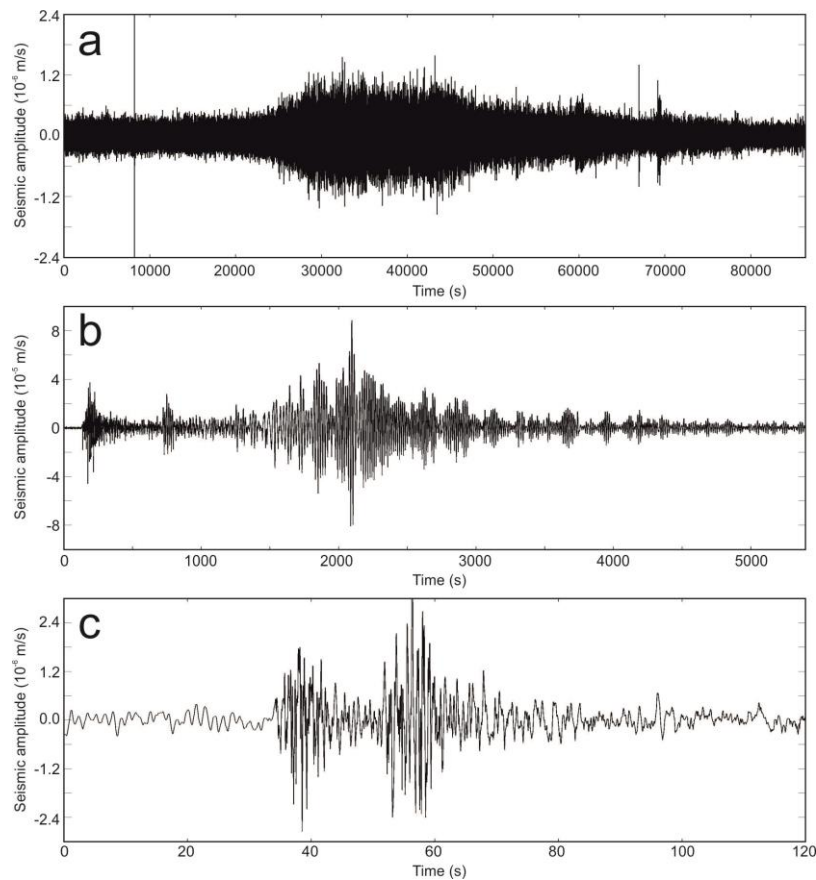 a
Seismic amplitude (10⁻⁶ m/s)
2.4
1.2
0.0
-1.2
-2.4
0 10000 20000 30000 40000 50000 60000 70000 80000
Time (s)
b
Seismic amplitude (10⁻⁵ m/s)
8
4
0
-4
-8
0 1000 2000 3000 4000 5000
Time (s)
c
Seismic amplitude (10⁻⁶ m/s)
2.4
1.2
0.0
-1.2
-2.4
0 20 40 60 80 100 120
Time (s)